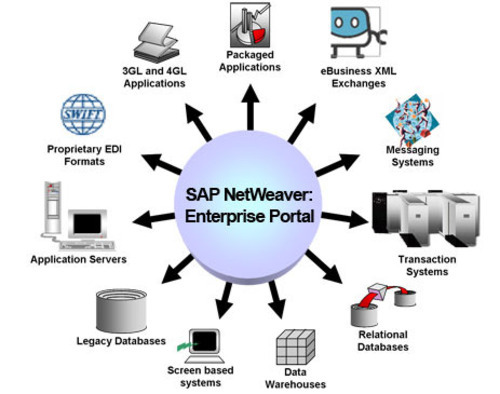 Packaged
Applications
3GL and 4GL
Applications
eBusiness XML
Exchanges
SWIFT
Proprietary EDI
Formats
Messaging
Systems
SAP NetWeaver:
Enterprise Portal
Application Servers
Transaction
Systems
Legacy Databases
Relational
Databases
Screen based
systems
Data
Warehouses